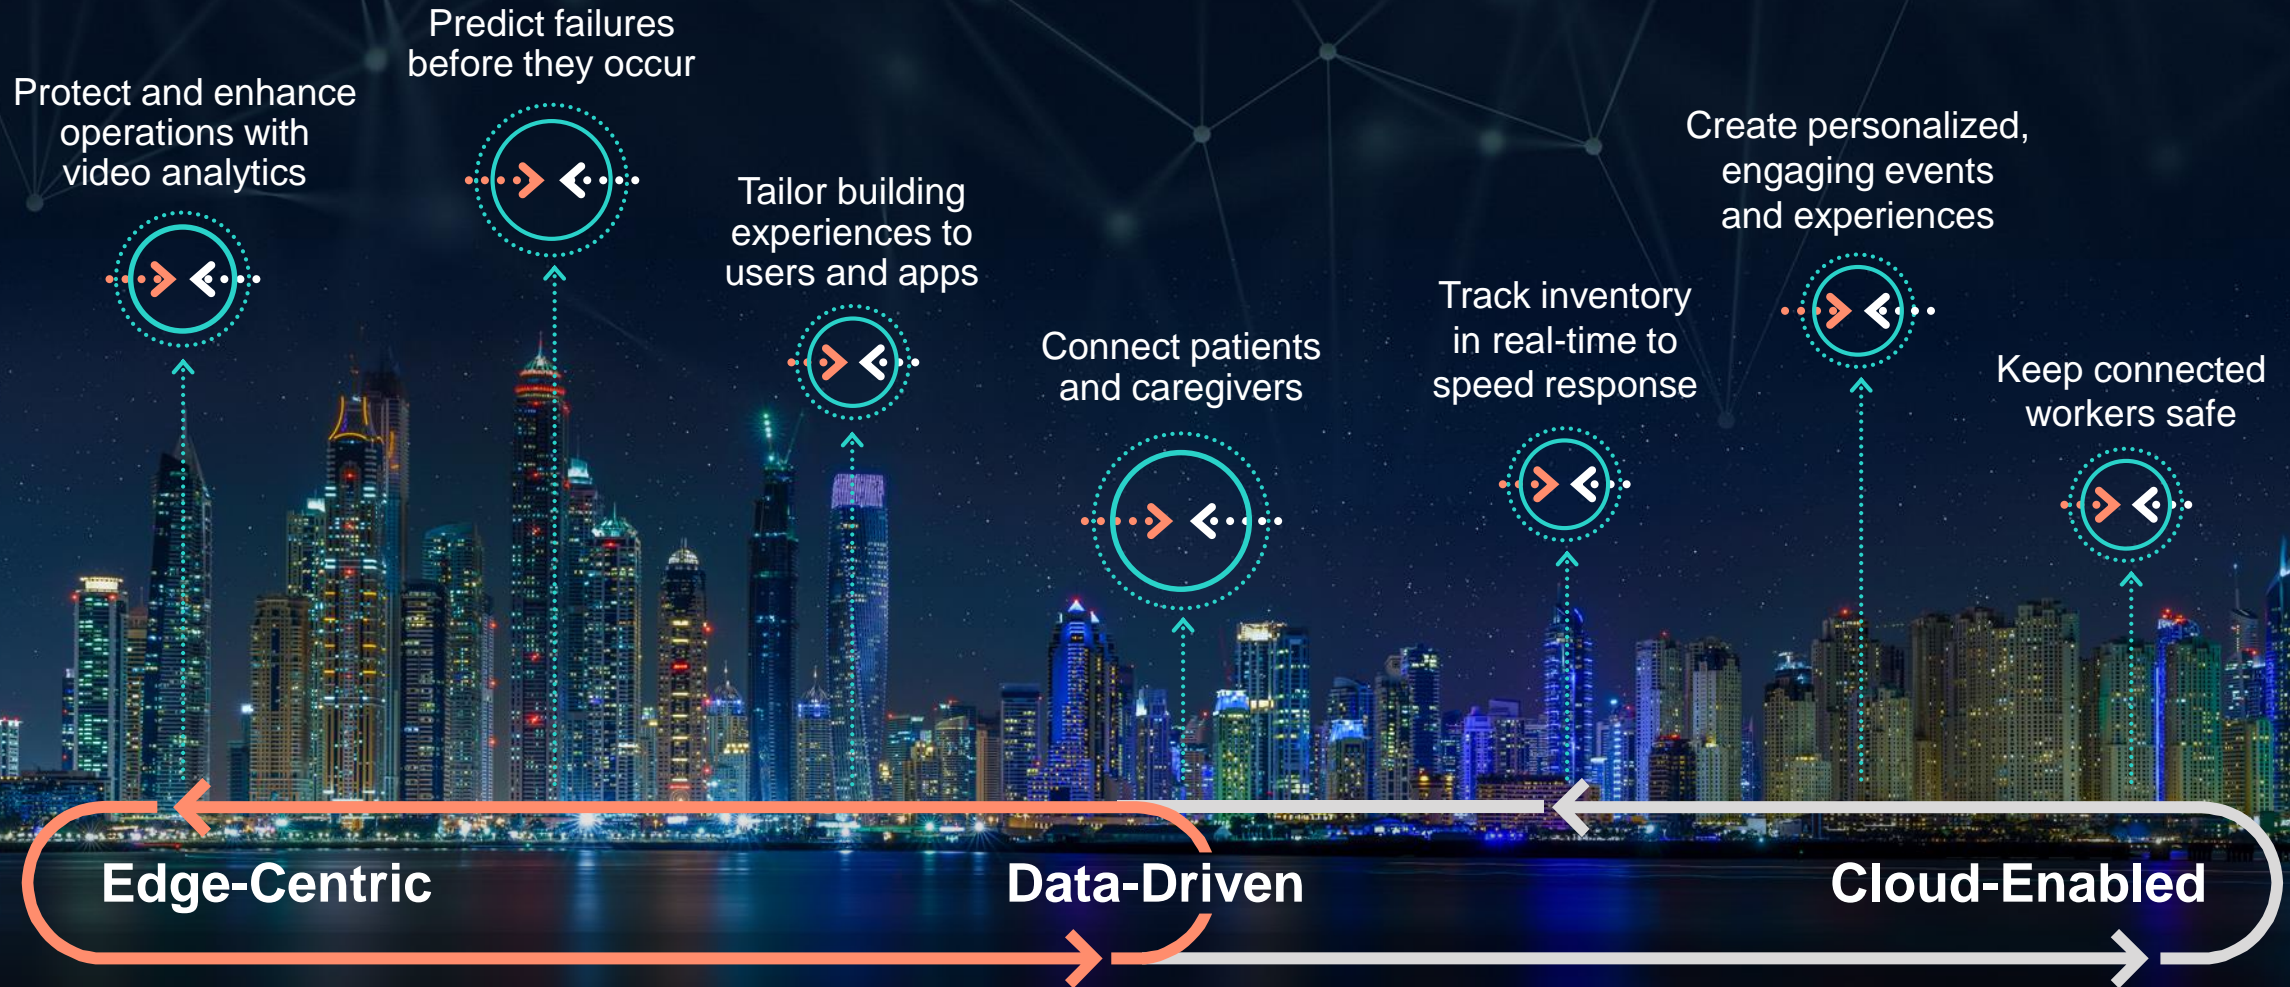 Protect and enhance
operations with
video analytics
Predict failures
before they occur
Tailor building
experiences to
users and apps
Connect patients
and caregivers
Track inventory
in real-time to
speed response
Create personalized,
engaging events
and experiences
Keep connected
workers safe
Edge-Centric
Data-Driven
Cloud-Enabled